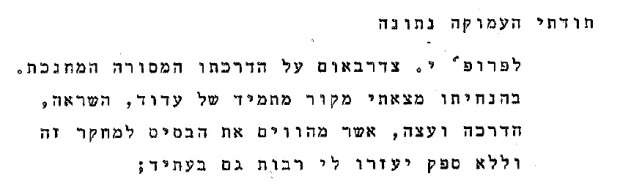 תודתי העמוקה נתונה
לפרופ' י. צדרבאום על הדרכתו המסורה המחנכת.
בהנחיתו מצאתי מקור מתמיד של עדוד, השראה,
הדרכה ועצה, אשר מהווים את הבסיס למחקר זה
וללא ספק יעזרו לי רבות גם בעתיד;